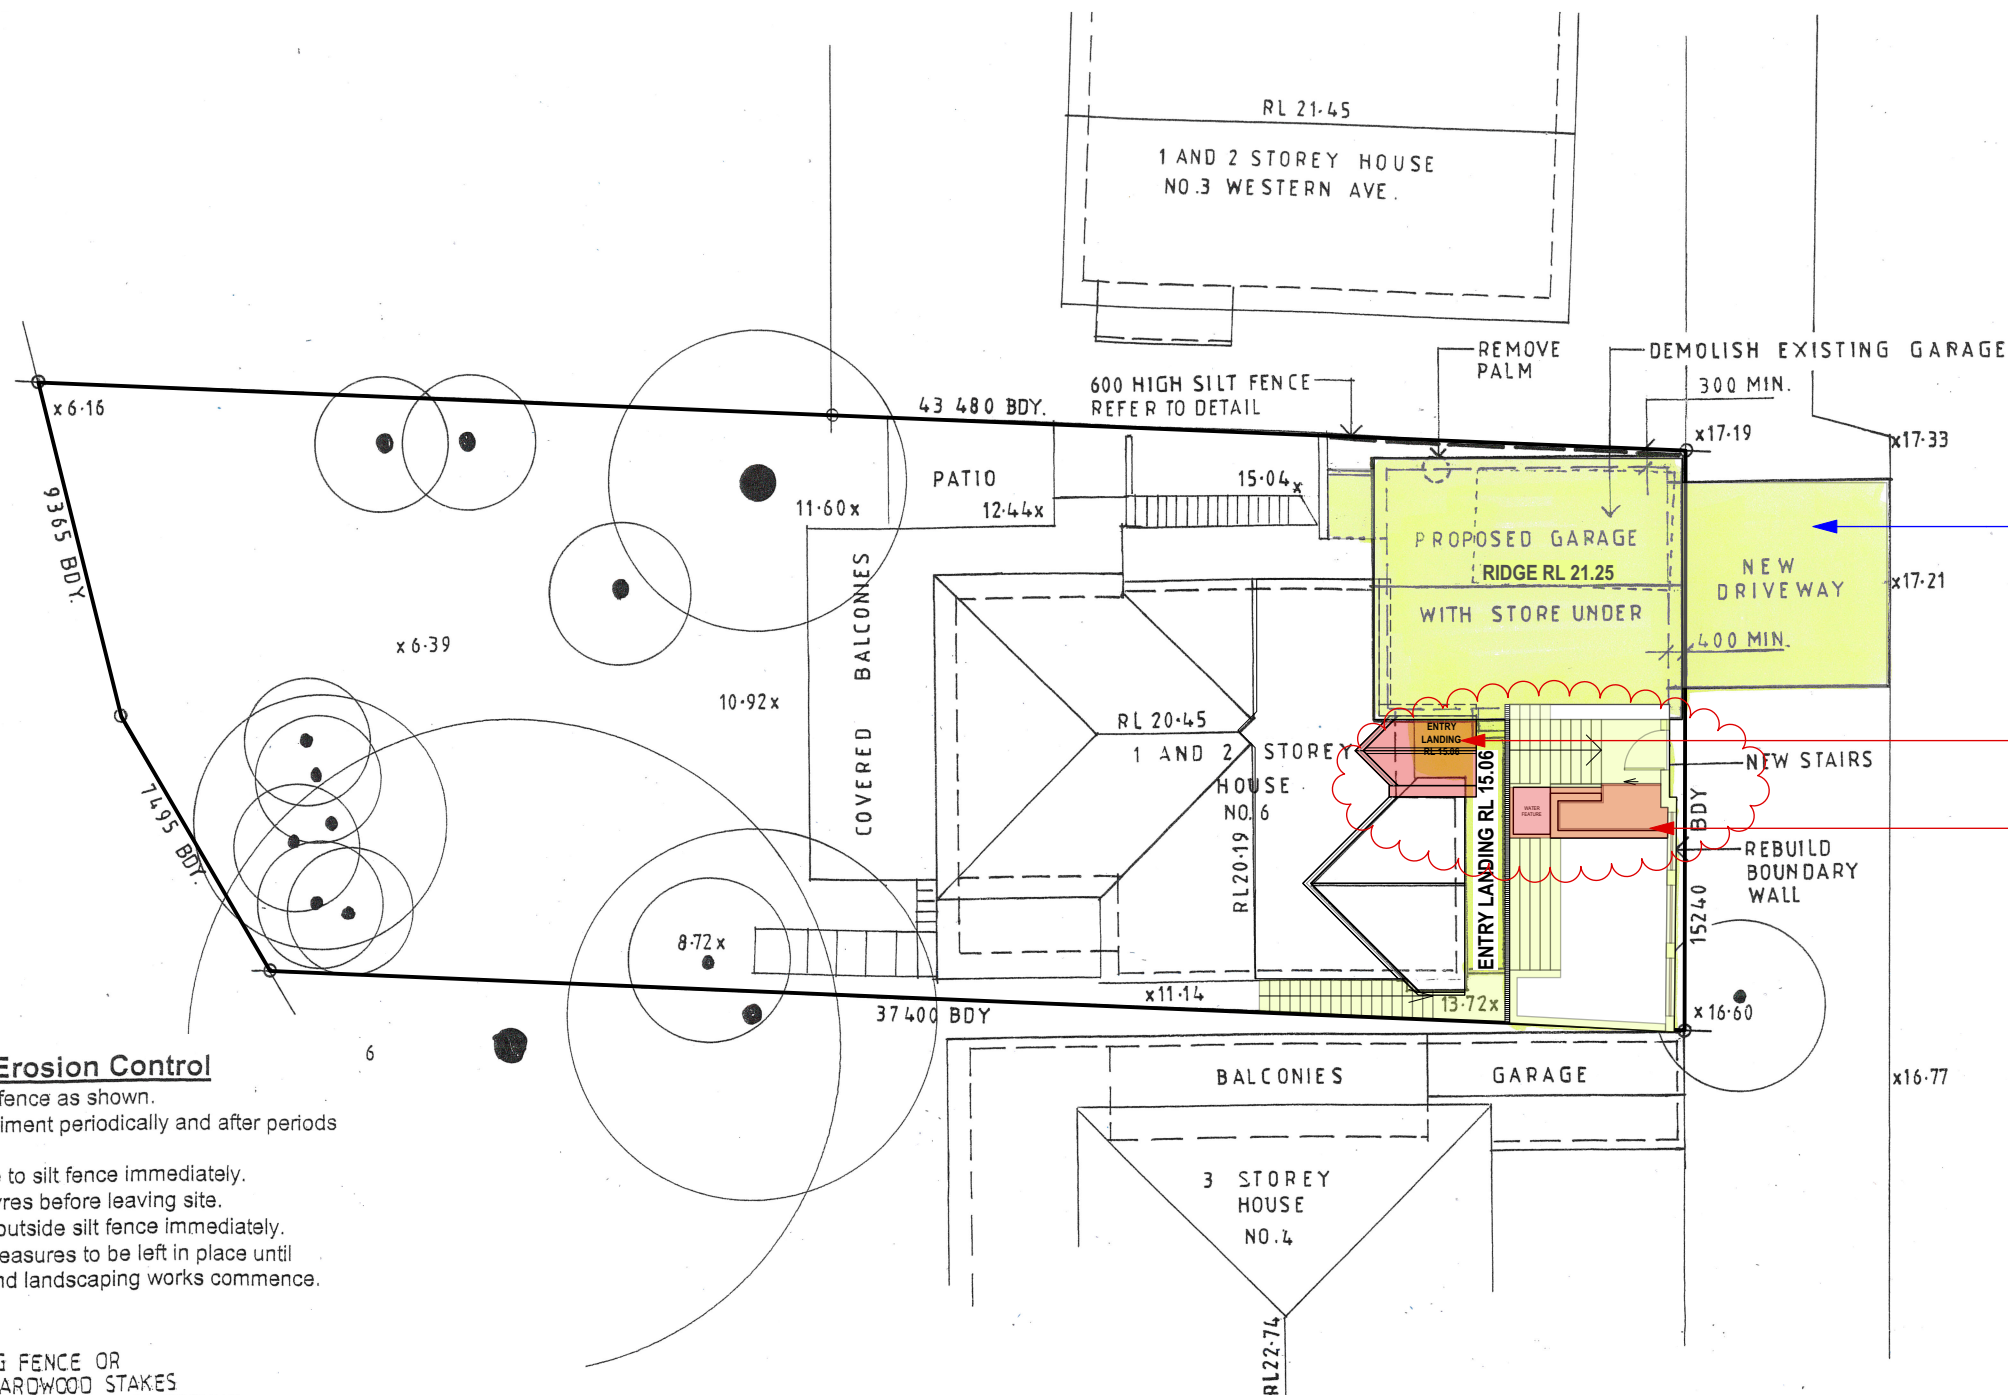 RL 21·45
1 AND 2 STOREY HOUSE
NO.3 WESTERN AVE.
REMOVE
PALM
DEMOLISH EXISTING GARAGE
300 MIN.
600 HIGH SILT FENCE
REFER TO DETAIL
43 480 BDY.
x 6·16
x17·19
x17·33
PATIO
15·04x
11·60x
12·44x
9365 BDY.
PROPOSED GARAGE
RIDGE RL 21.25
WITH STORE UNDER
NEW
DRIVEWAY
x17·21
400 MIN.
x 6·39
10·92x
COVERED BALCONIES
RL 20·45
1 AND 2 STOREY
HOUSE
NO. 6
RL20·19
ENTRY
LANDING
RL 15.06
ENTRY LANDING RL 15.06
NEW STAIRS
WATER
FEATURE
REBUILD
BOUNDARY
WALL
15240 BDY
7495 BDY.
8·72x
x11·14
13·72x
x 16·60
37400 BDY
6
Erosion Control
fence as shown.
iment periodically and after periods
to silt fence immediately.
yres before leaving site.
outside silt fence immediately.
easures to be left in place until
nd landscaping works commence.
BALCONIES
GARAGE
x16·77
3 STOREY
HOUSE
NO.4
RL22·74
G FENCE OR
ARDWOOD STAKES